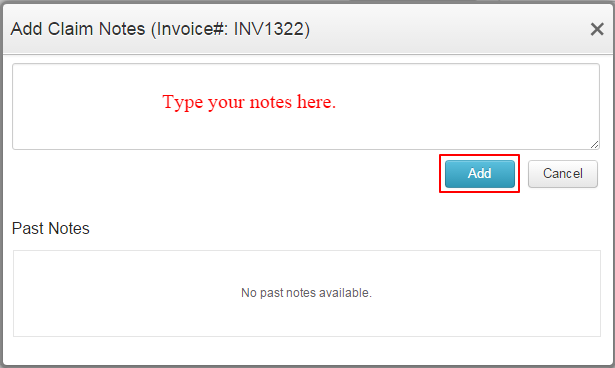 Add Claim Notes (Invoice#: INV1322)
Type your notes here.
Add
Cancel
Past Notes
No past notes available.